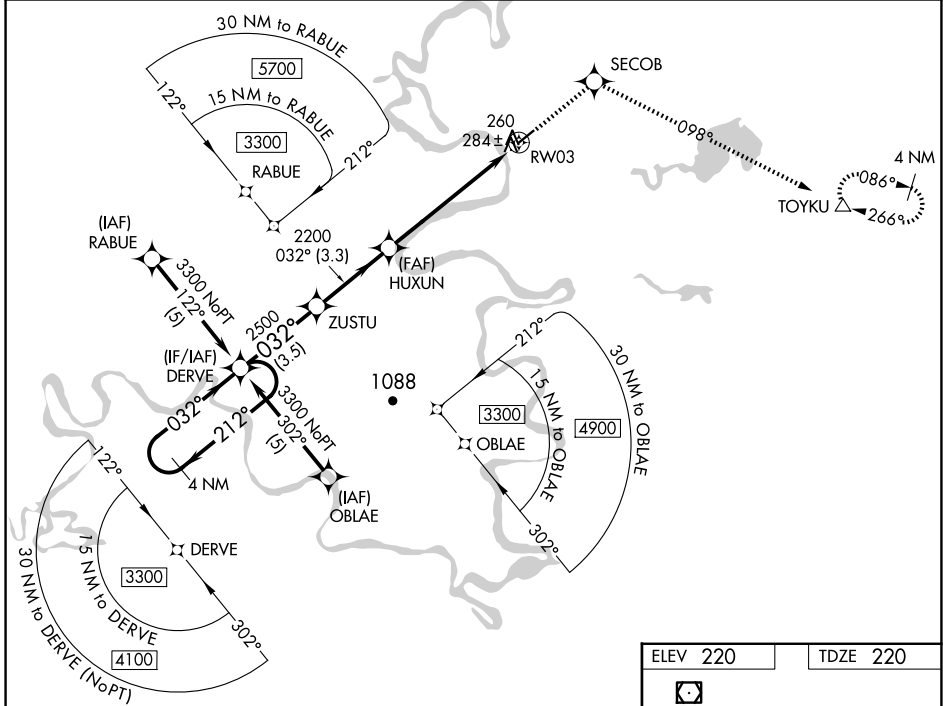 30 NM to RABUE
5700
15 NM to RABUE
3300
122°
212°
RABUE
SECOB
260
284±
RW03
098°
4 NM
086°
266°
TOYKU
(IAF)
RABUE
3300 NoPT
122°
(5)
2200
032° (3.3)
(FAF)
HUXUN
ZUSTU
2500
032°
(3.5)
(IF/IAF)
DERVE
032°
212°
4 NM
3300 NoPT
302°
(5)
(IAF)
OBLAE
1088
212°
30 NM to OBLAE
15 NM to OBLAE
3300
4900
OBLAE
302°
122°
DERVE
3300
15 NM to DERVE
4100
30 NM to DERVE (NoPT)
302°
ELEV 220
TDZE 220